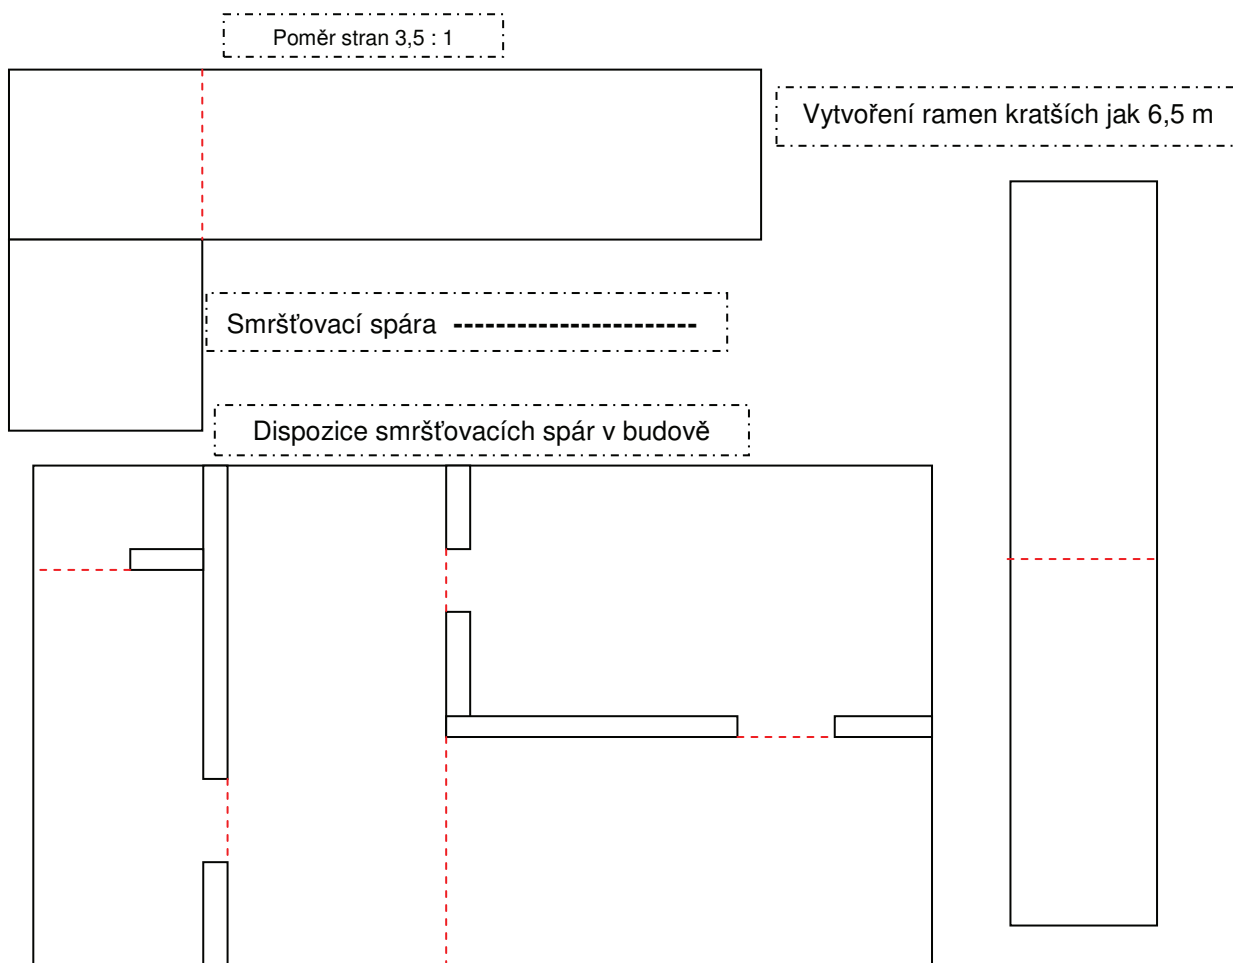 Poměr stran 3,5 : 1
Vytvoření ramen kratších jak 6,5 m
Smršťovací spára
Dispozice smršťovacích spár v budově